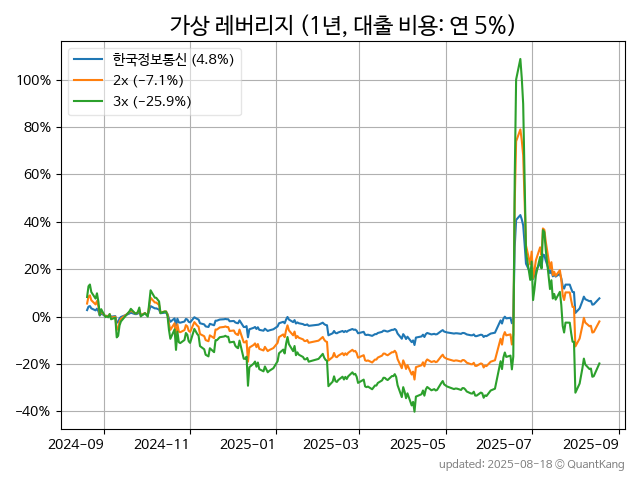 가상 레버리지 (1년, 대출 비용: 연 5%)
한국정보통신 (4.8%)
2x (−7.1%)
3x (−25.9%)
100%
80%
60%
40%
20%
0%
−20%
−40%
2024-09 2024-11 2025-01 2025-03 2025-05 2025-07 2025-09
updated: 2025-08-18 © QuantKang